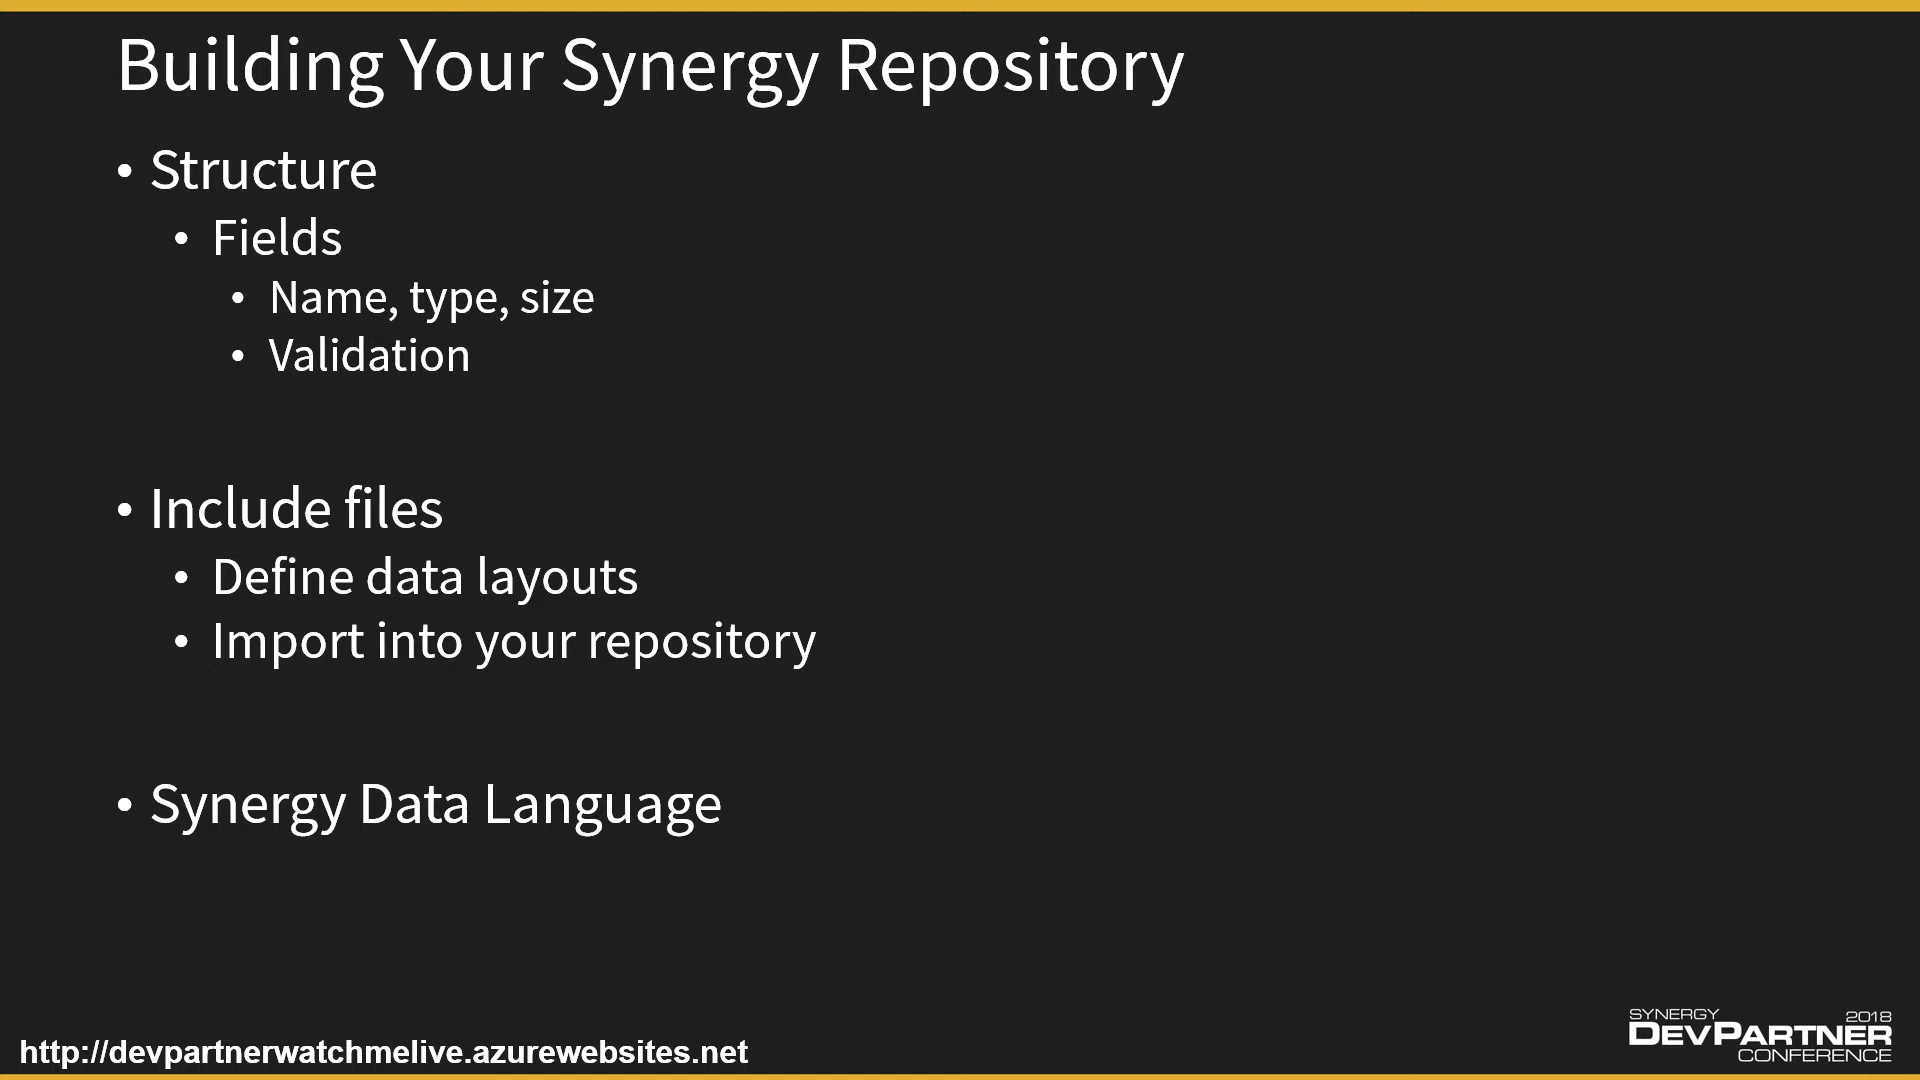 Building Your Synergy Repository
• Structure
• Fields
• Name, type, size
• Validation
• Include files
• Define data layouts
• Import into your repository
• Synergy Data Language
http://devpartnerwatchmelive.azurewebsites.net
SYNERGY 2018
DEVPARTNER
CONFERENCE